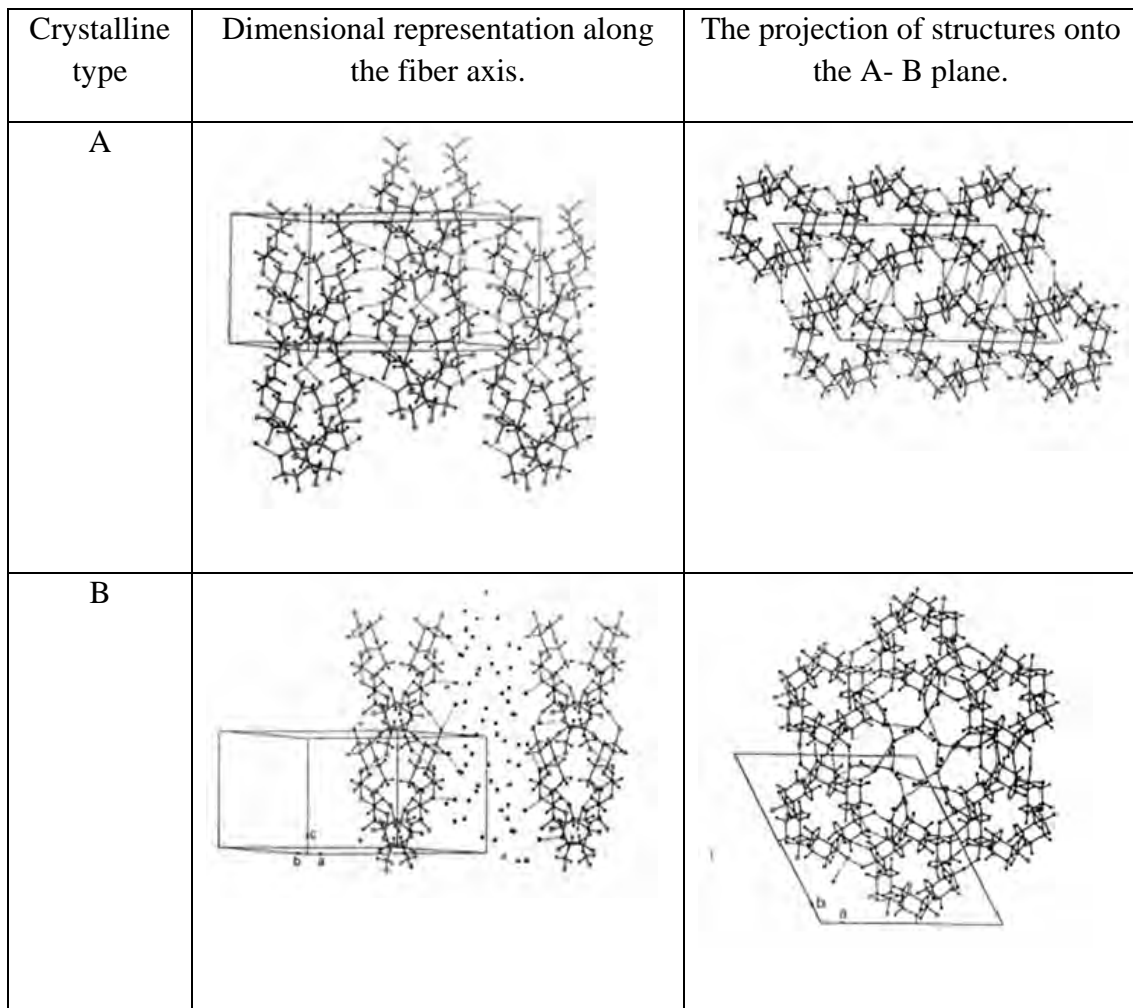 Crystalline type
Dimensional representation along the fiber axis.
The projection of structures onto the A- B plane.
A
B
c
b a
b
a